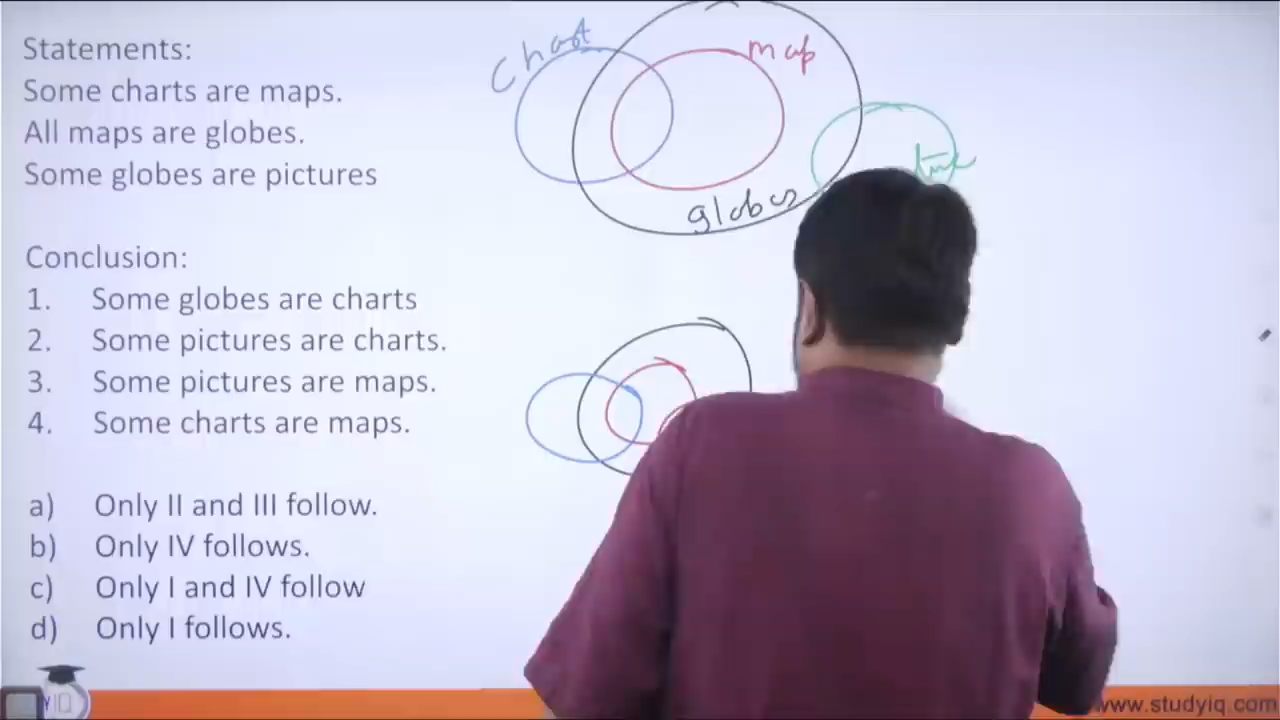 Statements:
Some charts are maps.
All maps are globes.
Some globes are pictures
Conclusion:
1. Some globes are charts
2. Some pictures are charts.
3. Some pictures are maps.
4. Some charts are maps.
a) Only II and III follow.
b) Only IV follows.
c) Only I and IV follow
d) Only I follows.
Chart
map
globes
www.studyiq.com